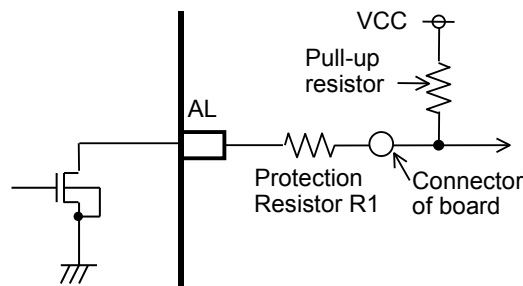 VCC
Pull-up
resistor
AL
Protection
Resistor R1
Connector
of board